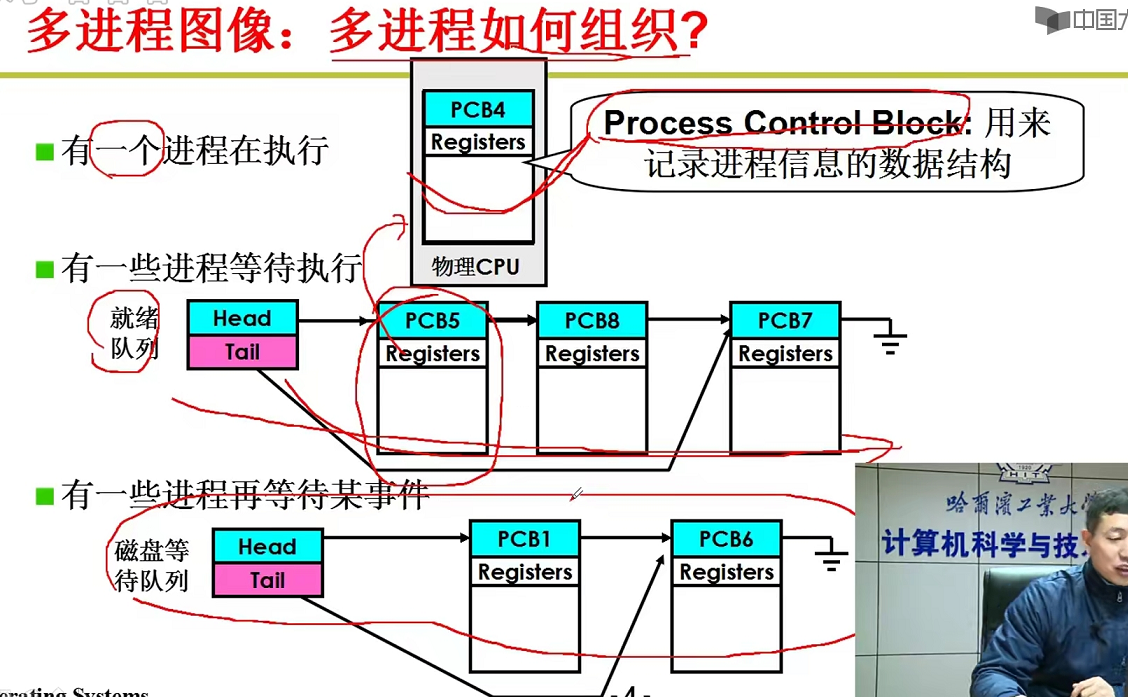 多进程图像：多进程如何组织?
中国大
PCB4
Registers
物理CPU
Process Control Block: 用来
记录进程信息的数据结构
有一个进程在执行
有一些进程等待执行
就绪
队列
Head
Tail
PCB5
Registers
PCB8
Registers
PCB7
Registers
有一些进程再等待某事件
磁盘等
待队列
Head
Tail
PCB1
Registers
PCB6
Registers
1920
HIT
哈爾濱工業大
计算机科学与技
erating Systems
- 4 -